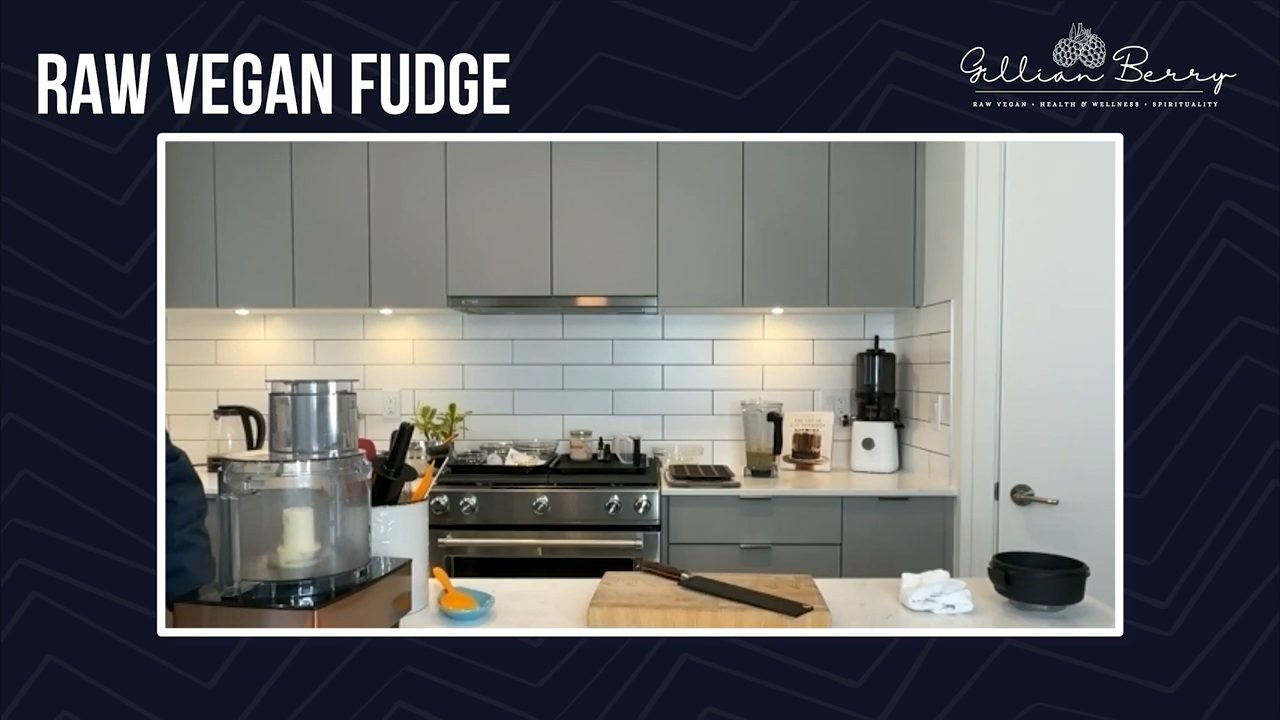 RAW VEGAN FUDGE
Gillian Berry
RAW VEGAN • HEALTH & WELLNESS • SPIRITUALITY